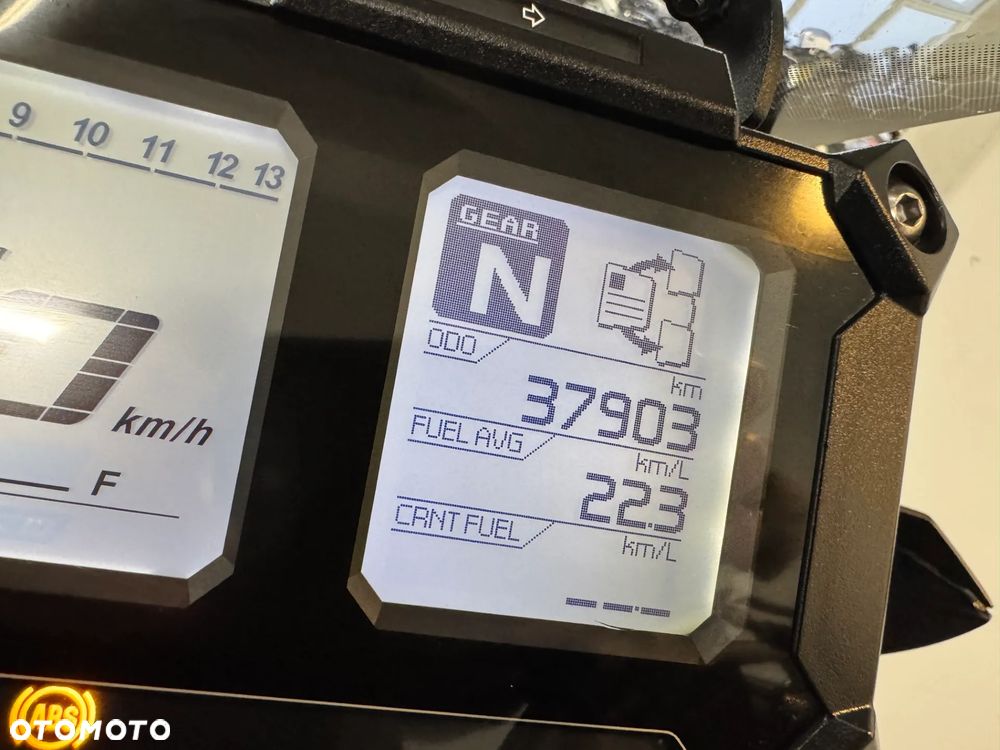 9 10 11 12 13
km/h
F
GEAR
N
ODO
km
37903
FUEL AVG
km/L
22.3
CRNT FUEL
km/L
--.-
ABS
OTOMOTO